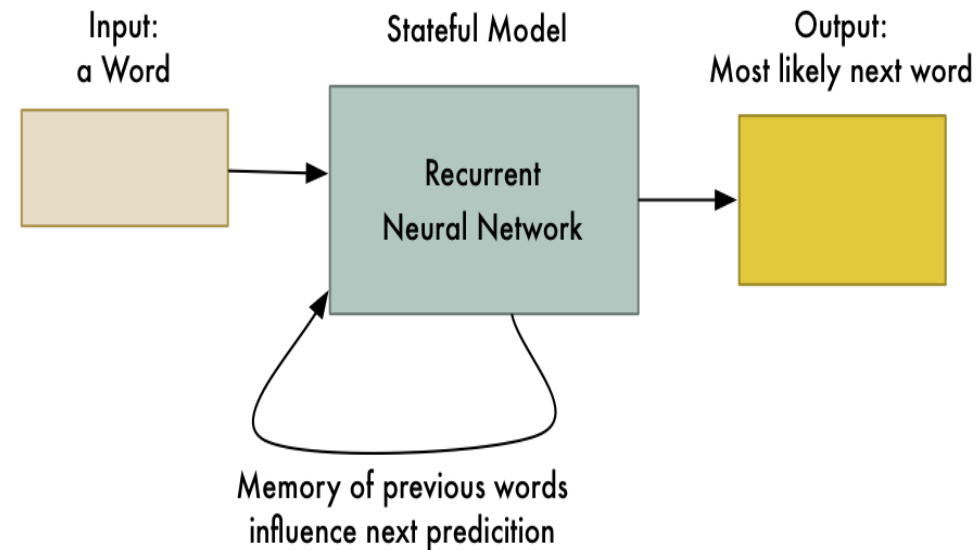 Input:
a Word
Stateful Model
Output:
Most likely next word
Recurrent
Neural Network
Memory of previous words
influence next predicition